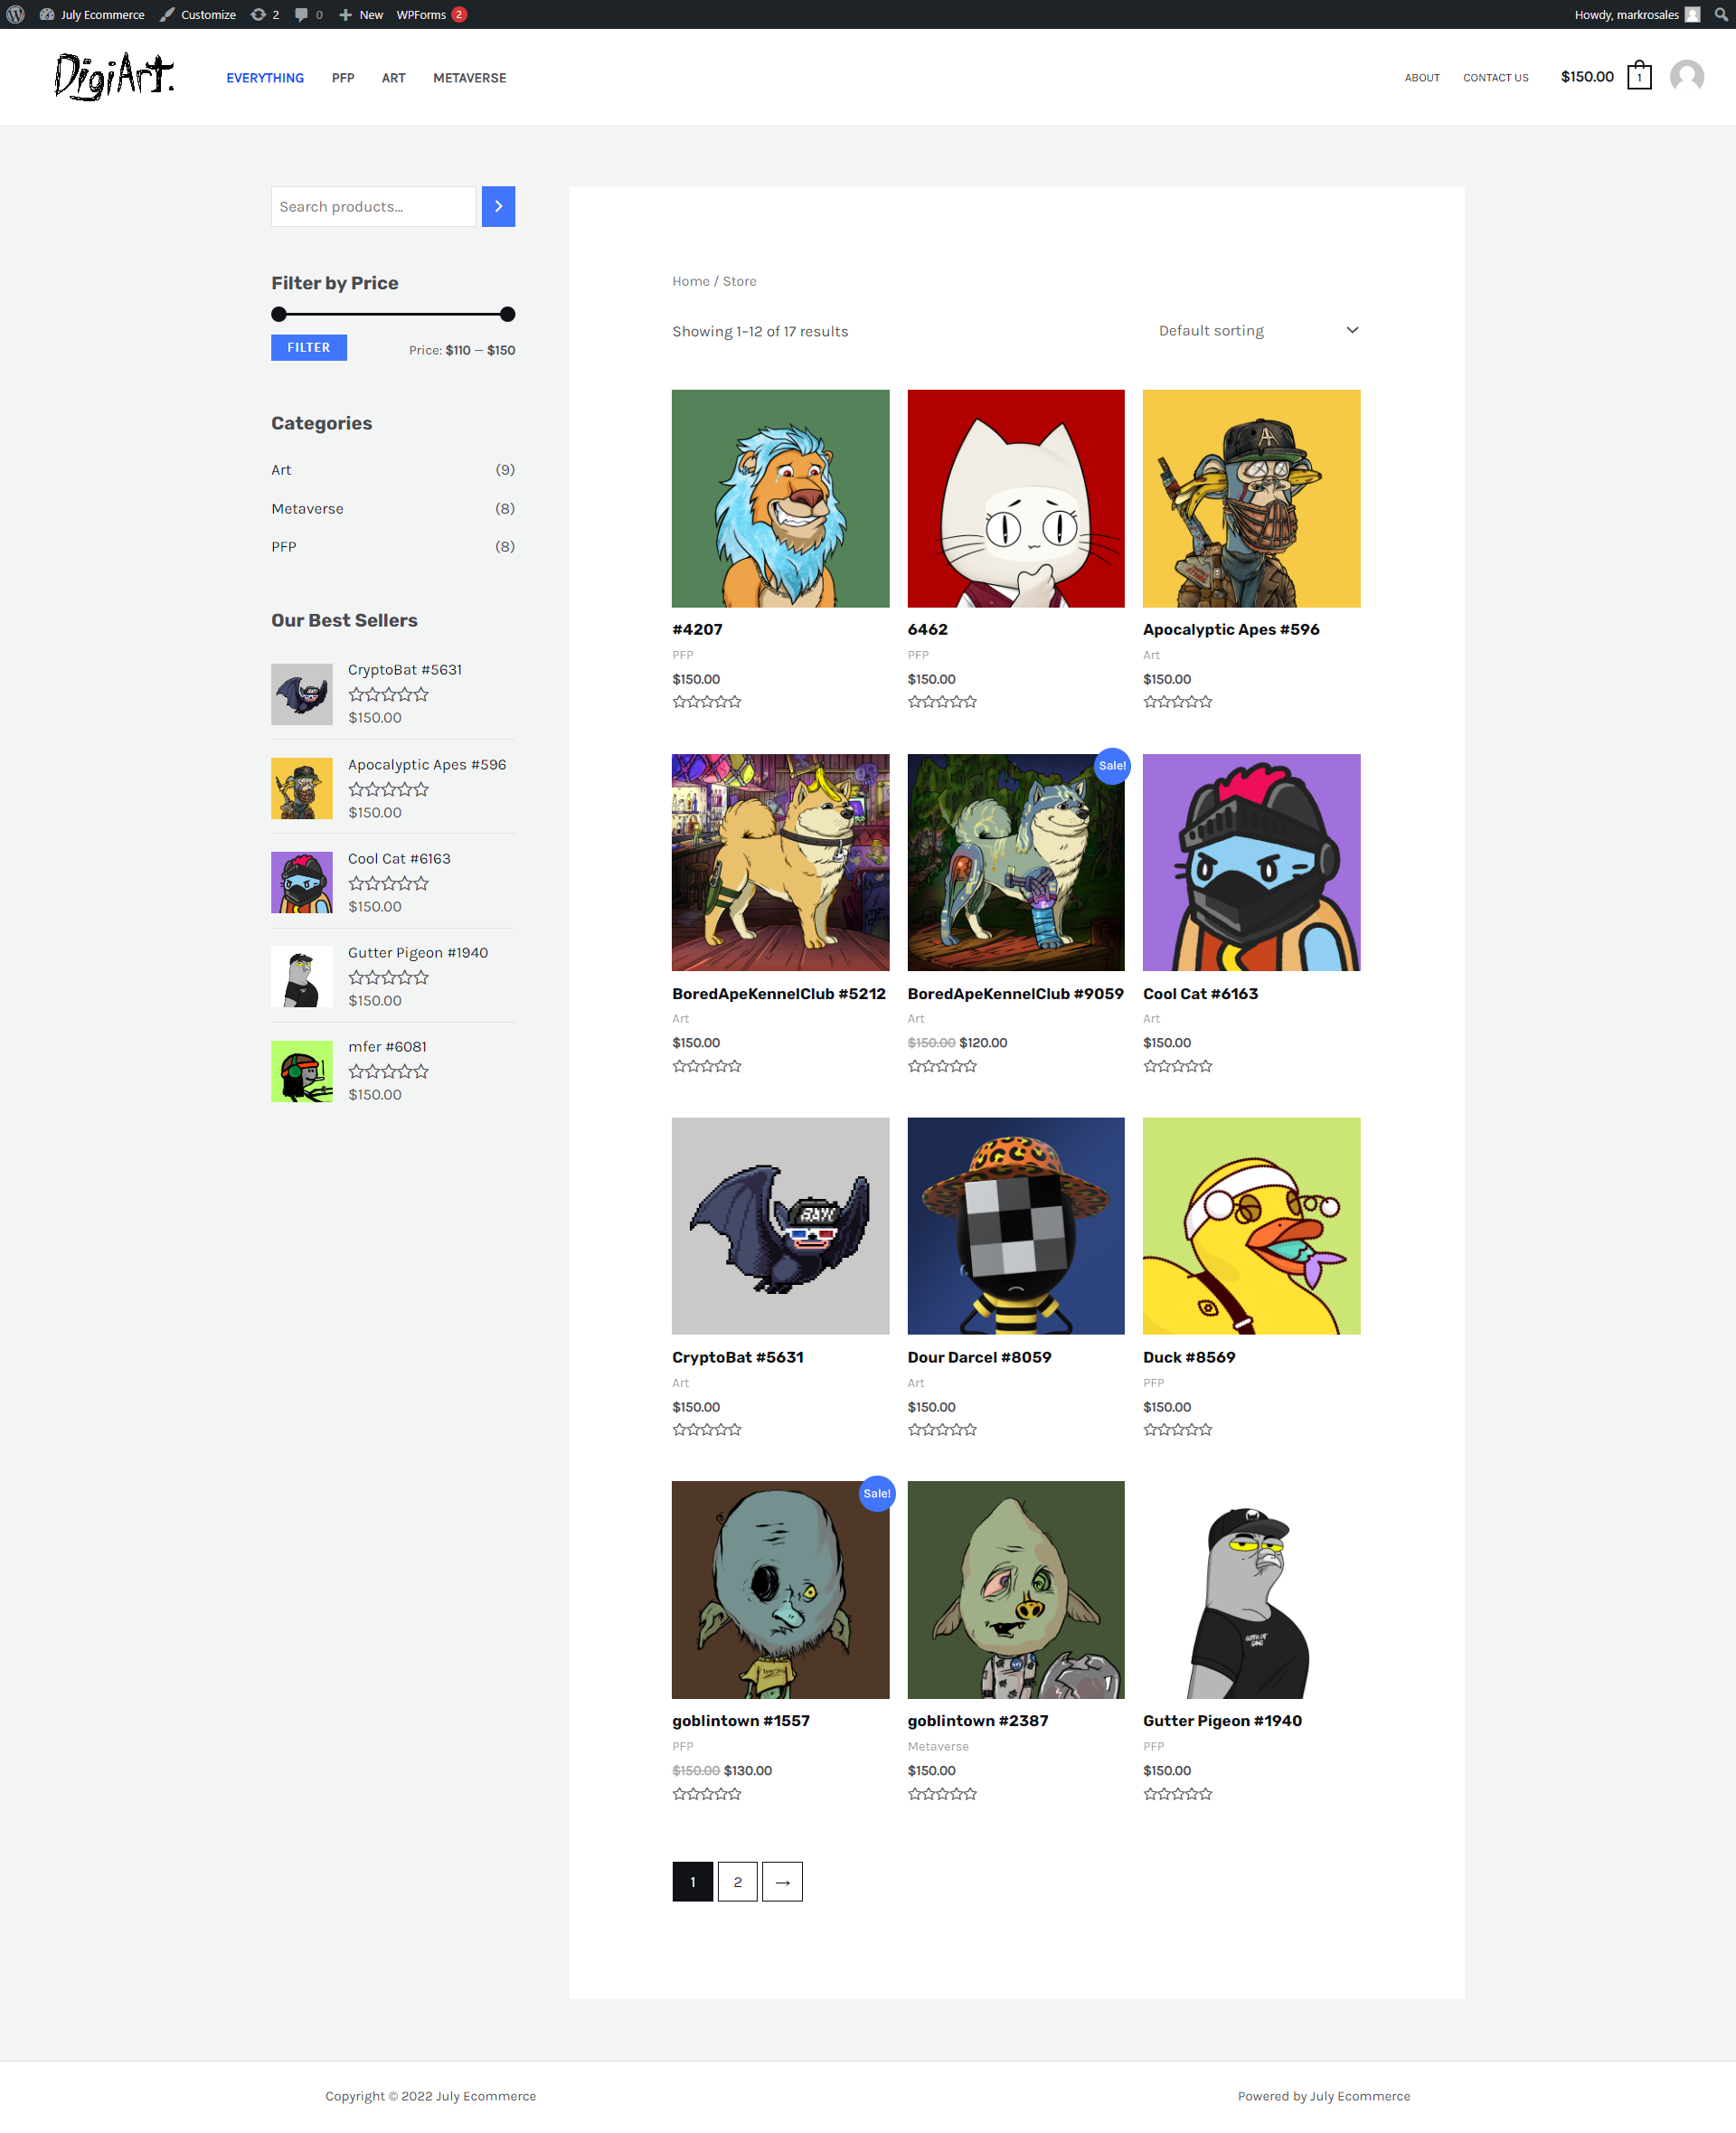 July Ecommerce Customize 2 0 New WPForms 2 Howdy, markrosales
DigiArt. EVERYTHING PFP ART METAVERSE ABOUT CONTACT US $150.00 1
Search products...
Filter by Price
FILTER Price: $110 — $150
Categories
Art (9)
Metaverse (8)
PFP (8)
Our Best Sellers
CryptoBat #5631
$150.00
Apocalyptic Apes #596
$150.00
Cool Cat #6163
$150.00
Gutter Pigeon #1940
$150.00
mfer #6081
$150.00
Home / Store
Showing 1–12 of 17 results Default sorting
#4207
PFP
$150.00
6462
PFP
$150.00
Apocalyptic Apes #596
Art
$150.00
BoredApeKennelClub #5212
Art
$150.00
Sale!
BoredApeKennelClub #9059
Art
$150.00 $120.00
Cool Cat #6163
Art
$150.00
CryptoBat #5631
Art
$150.00
Dour Darcel #8059
Art
$150.00
Duck #8569
PFP
$150.00
Sale!
goblintown #1557
PFP
$150.00 $130.00
goblintown #2387
Metaverse
$150.00
GUTTER CAT
GANG
Gutter Pigeon #1940
PFP
$150.00
1 2 →
Copyright © 2022 July Ecommerce Powered by July Ecommerce